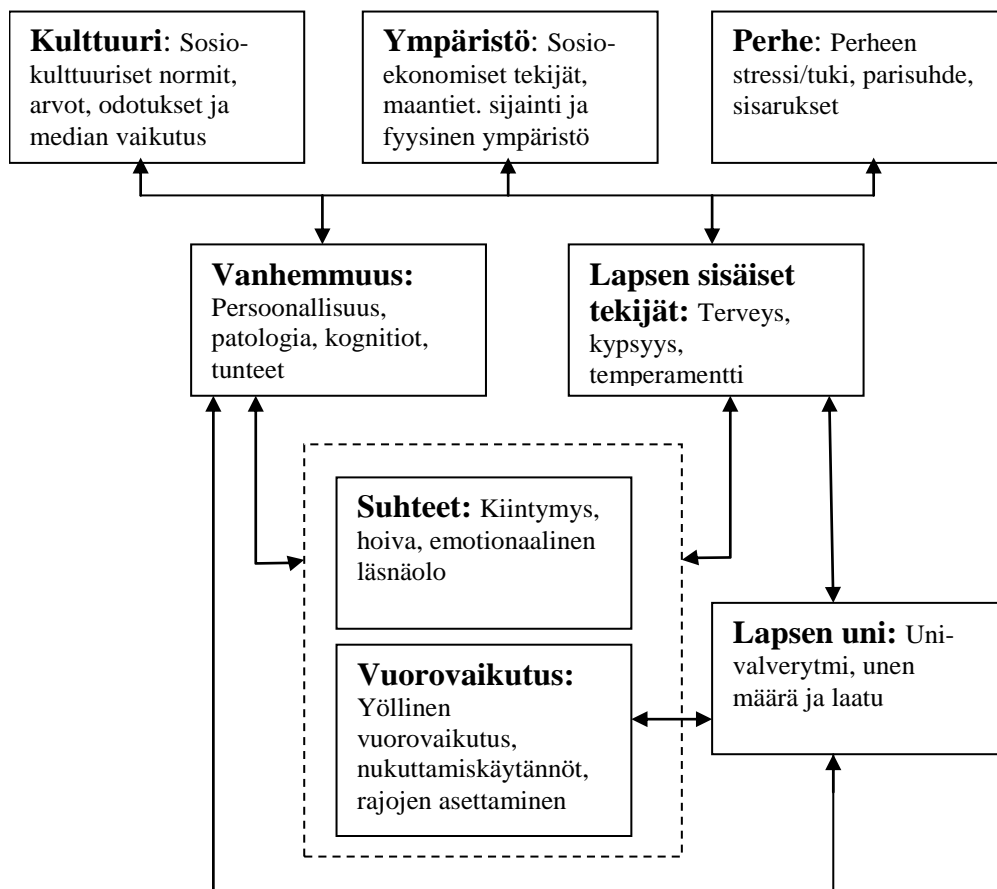 Kulttuuri: Sosio-
kulttuuriset normit,
arvot, odotukset ja
median vaikutus
Ympäristö: Sosio-
ekonomiset tekijät,
maantiet. sijainti ja
fyysinen ympäristö
Perhe: Perheen
stressi/tuki, parisuhde,
sisarukset
Vanhemmuus:
Persoonallisuus,
patologia, kognitiot,
tunteet
Lapsen sisäiset
tekijät: Terveys,
kypsyys,
temperamentti
Suhteet: Kiintymys,
hoiva, emotionaalinen
läsnäolo
Lapsen uni: Uni-
valverytmi, unen
määrä ja laatu
Vuorovaikutus:
Yöllinen
vuorovaikutus,
nukuttamiskäytännöt,
rajojen asettaminen